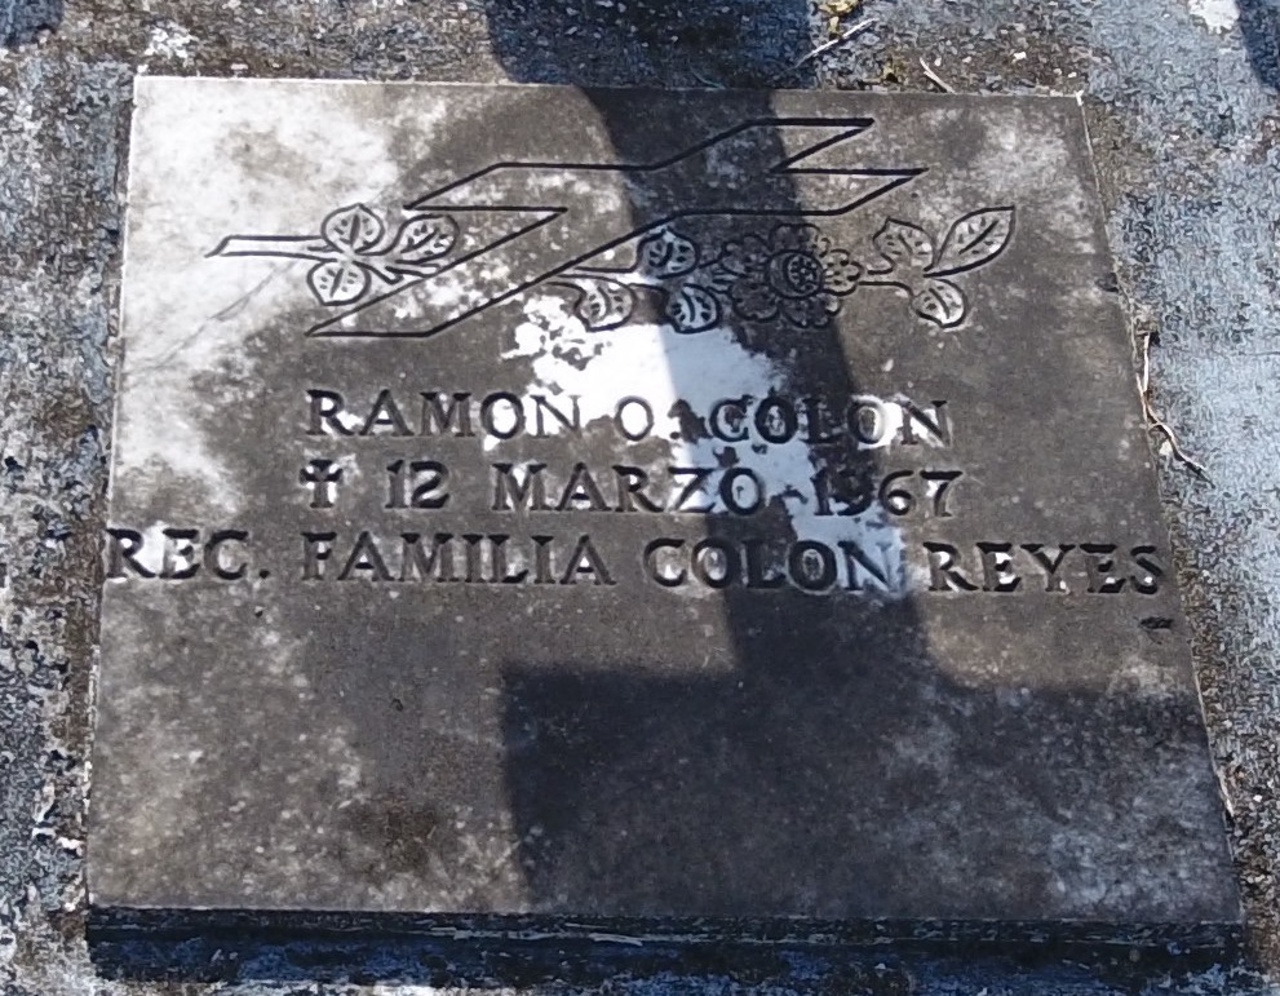 RAMON O. COLON
✝ 12 MARZO 1967
REC. FAMILIA COLON REYES